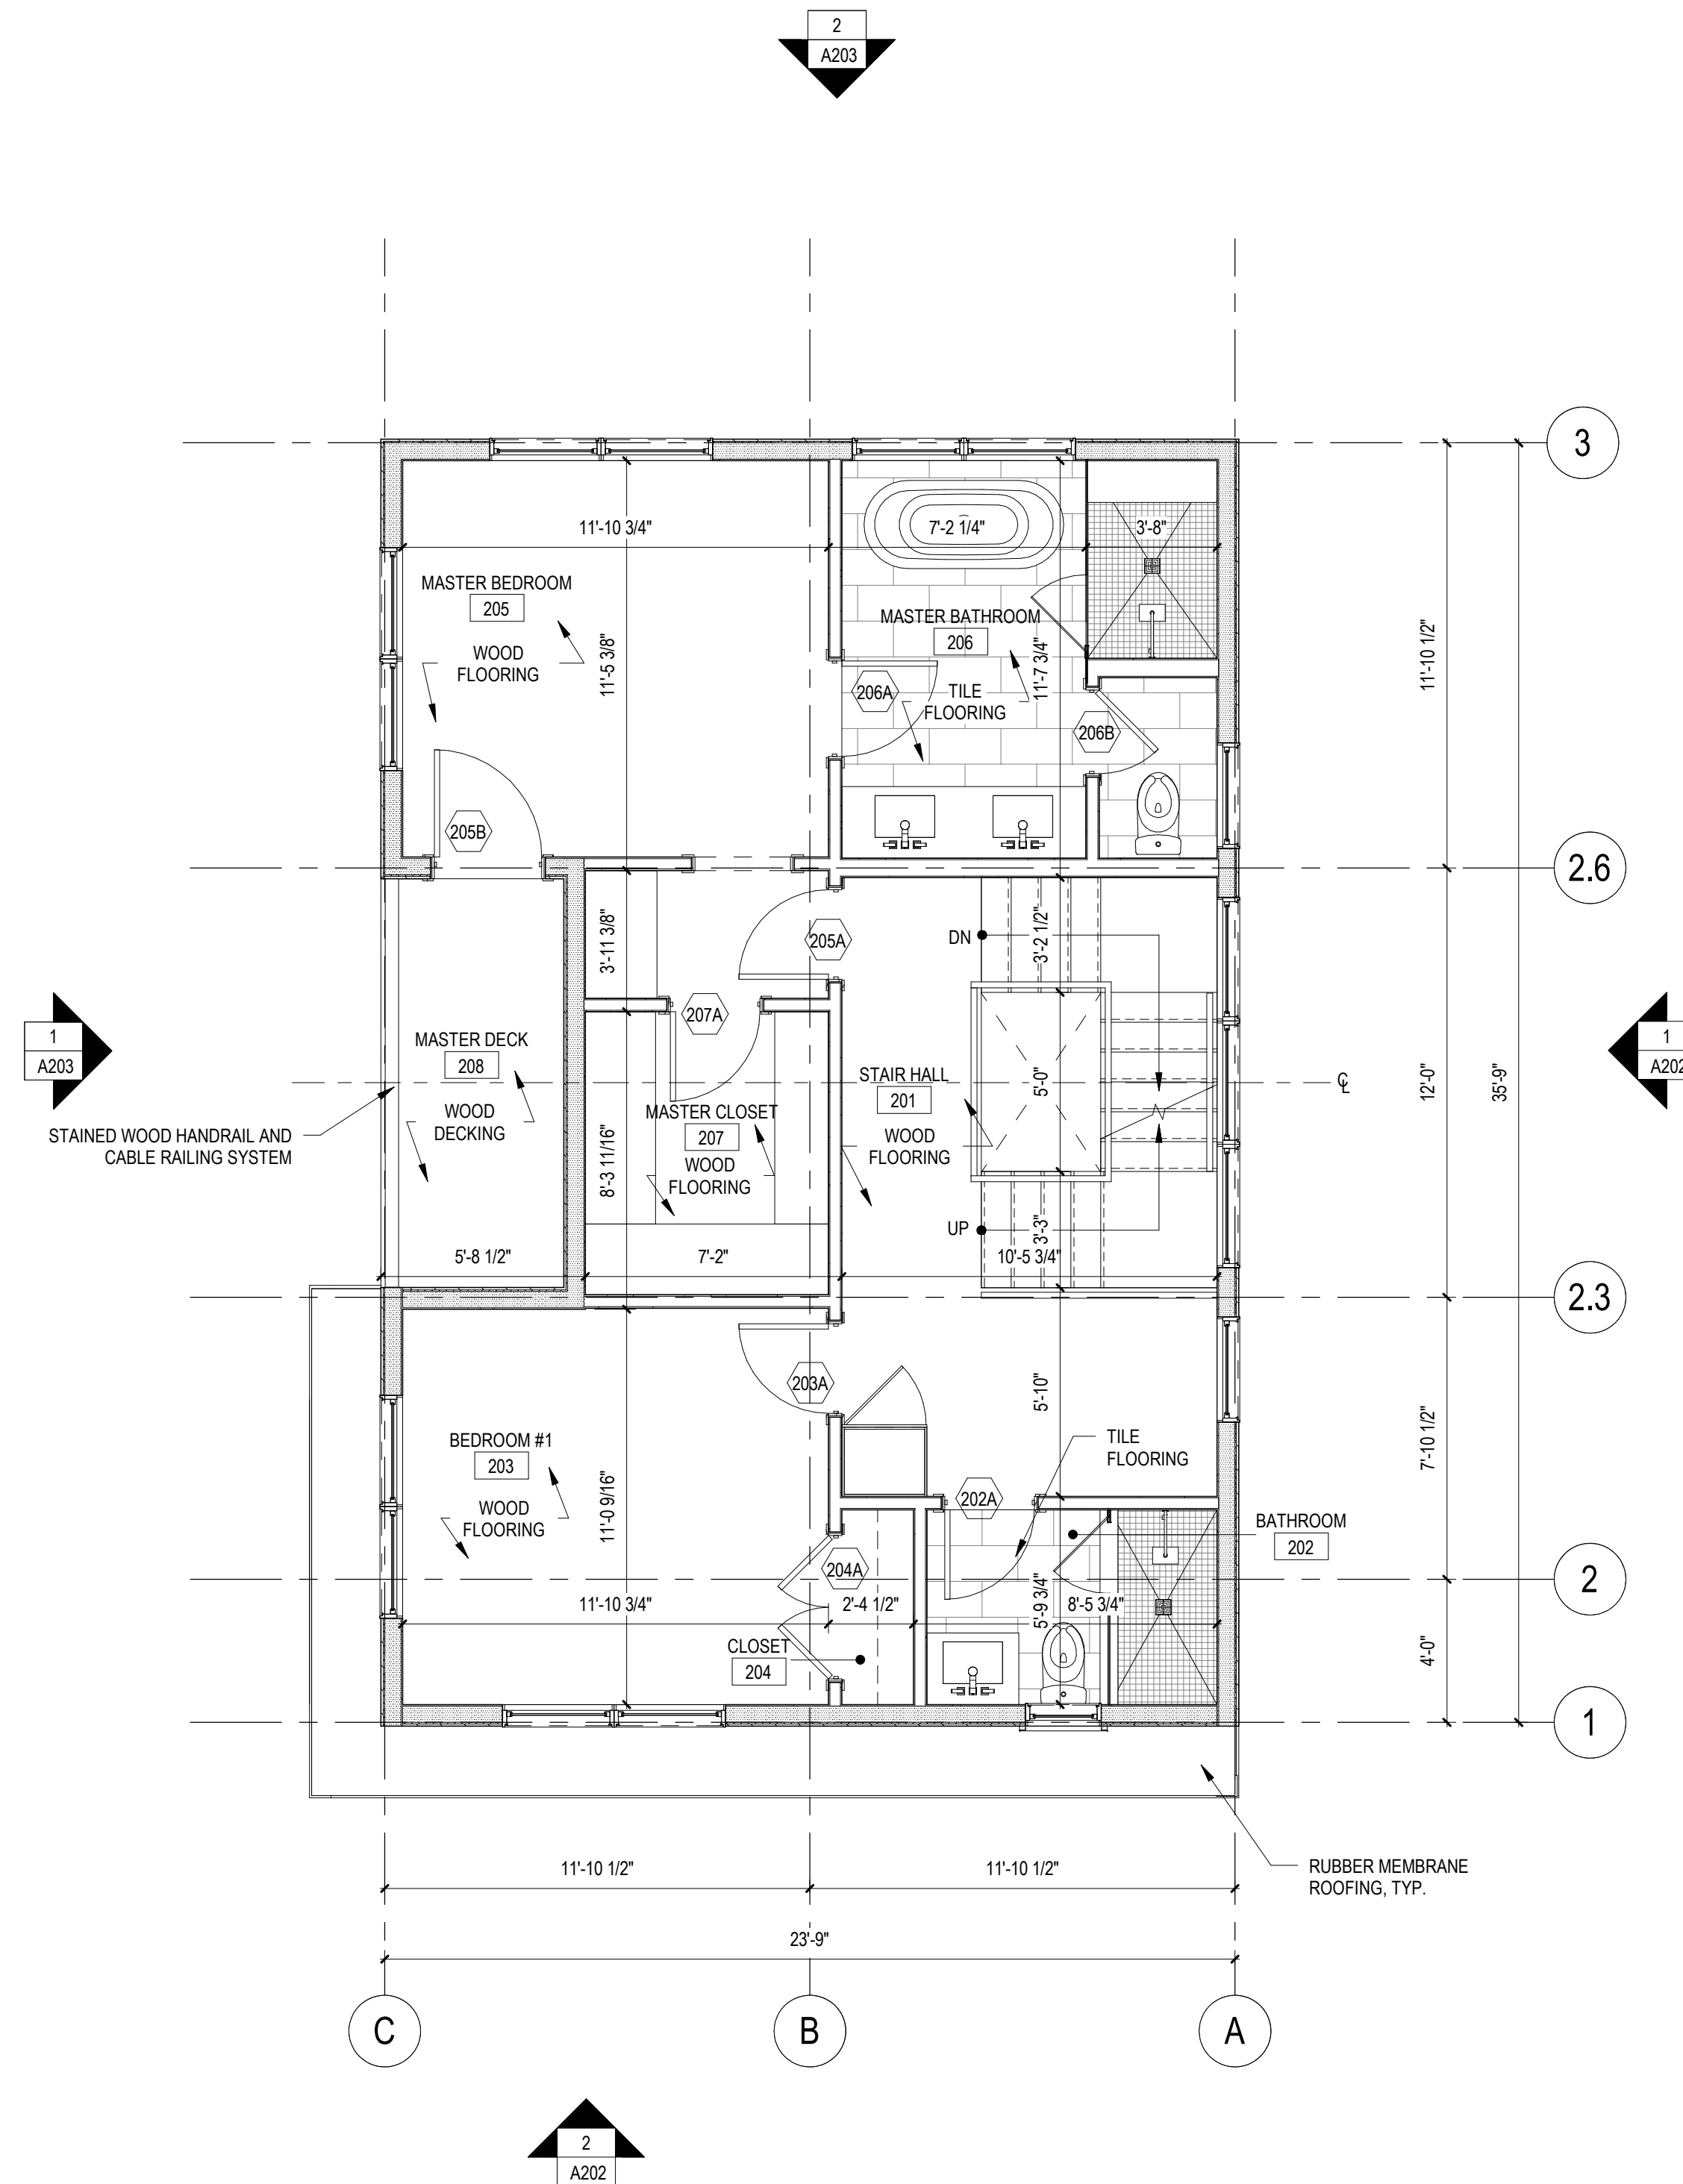 2
A203
3
11'-10 3/4"
7'-2 1/4"
3'-8"
MASTER BEDROOM
205
WOOD
FLOORING
11'-5 3/8"
MASTER BATHROOM
206
11'-7 3/4"
TILE
FLOORING
206A
206B
11'-10 1/2"
205B
2.6
3'-11 3/8"
205A
DN
3'-2 1/2"
207A
1
A203
MASTER DECK
208
WOOD
DECKING
STAINED WOOD HANDRAIL AND
CABLE RAILING SYSTEM
MASTER CLOSET
207
WOOD
FLOORING
8'-3 11/16"
STAIR HALL
201
WOOD
FLOORING
5'-0"
℄
12'-0"
35'-9"
1
A202
UP
3'-3"
5'-8 1/2"
7'-2"
10'-5 3/4"
2.3
203A
5'-10"
BEDROOM #1
203
WOOD
FLOORING
11'-0 9/16"
TILE
FLOORING
7'-10 1/2"
202A
BATHROOM
202
204A
2
11'-10 3/4"
2'-4 1/2"
5'-9 3/4"
8'-5 3/4"
CLOSET
204
4'-0"
1
RUBBER MEMBRANE
ROOFING, TYP.
11'-10 1/2"
11'-10 1/2"
23'-9"
C
B
A
2
A202